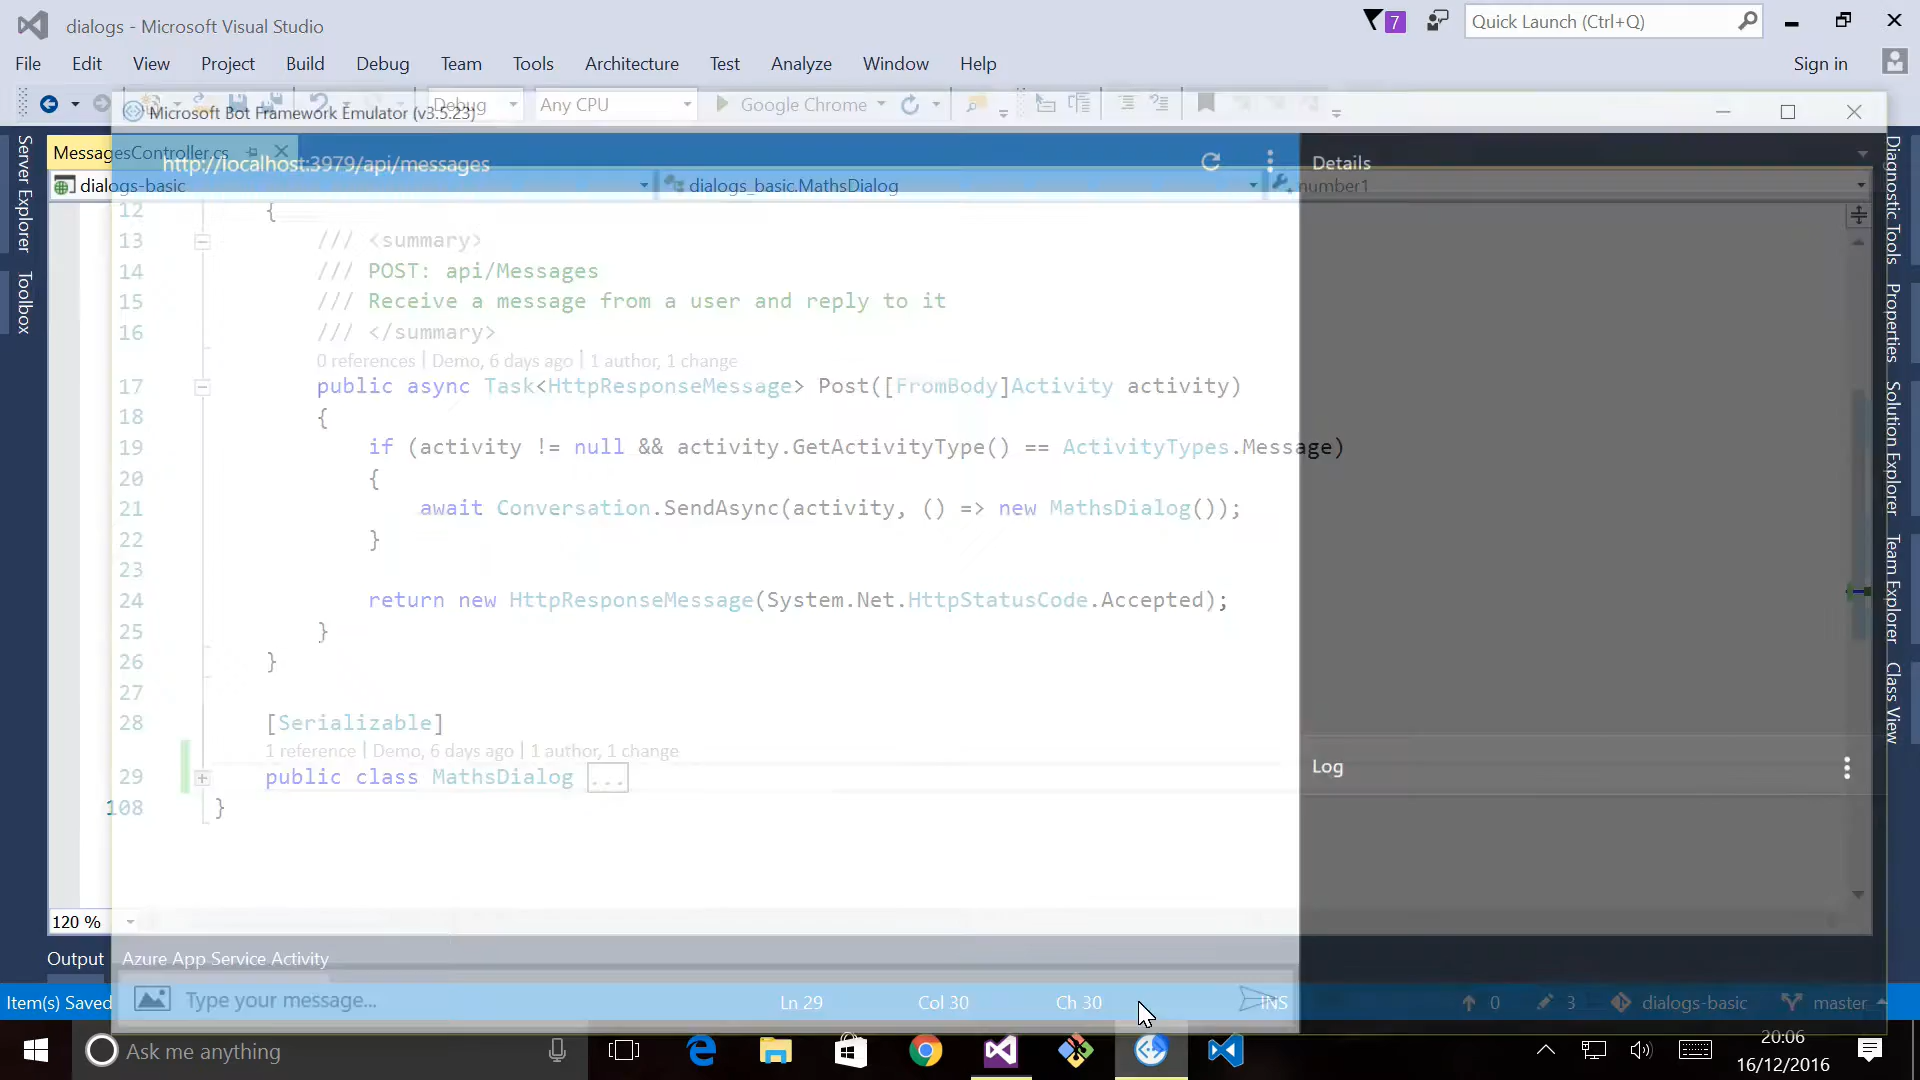 dialogs - Microsoft Visual Studio
7
Quick Launch (Ctrl+Q)
File Edit View Project Build Debug Team Tools Architecture Test Analyze Window Help
Sign in
Debug Any CPU Google Chrome
Microsoft Bot Framework Emulator (v3.5.23)
MessagesController.cs
http://localhost:3979/api/messages
Details
dialogs-basic dialogs_basic.MathsDialog number1
Server Explorer
Toolbox
12 {
13 /// <summary>
14 /// POST: api/Messages
15 /// Receive a message from a user and reply to it
16 /// </summary>
0 references | Demo, 6 days ago | 1 author, 1 change
17 public async Task<HttpResponseMessage> Post([FromBody]Activity activity)
18 {
19 if (activity != null && activity.GetActivityType() == ActivityTypes.Message)
20 {
21 await Conversation.SendAsync(activity, () => new MathsDialog());
22 }
23
24 return new HttpResponseMessage(System.Net.HttpStatusCode.Accepted);
25 }
26 }
27
28 [Serializable]
1 reference | Demo, 6 days ago | 1 author, 1 change
29 public class MathsDialog ...
108 }
Log
Diagnostic Tools
Properties
Solution Explorer
Team Explorer
Class View
120 %
Output Azure App Service Activity
Item(s) Saved
Type your message...
Ln 29 Col 30 Ch 30 INS
0 3 dialogs-basic master
Ask me anything
20:06
16/12/2016